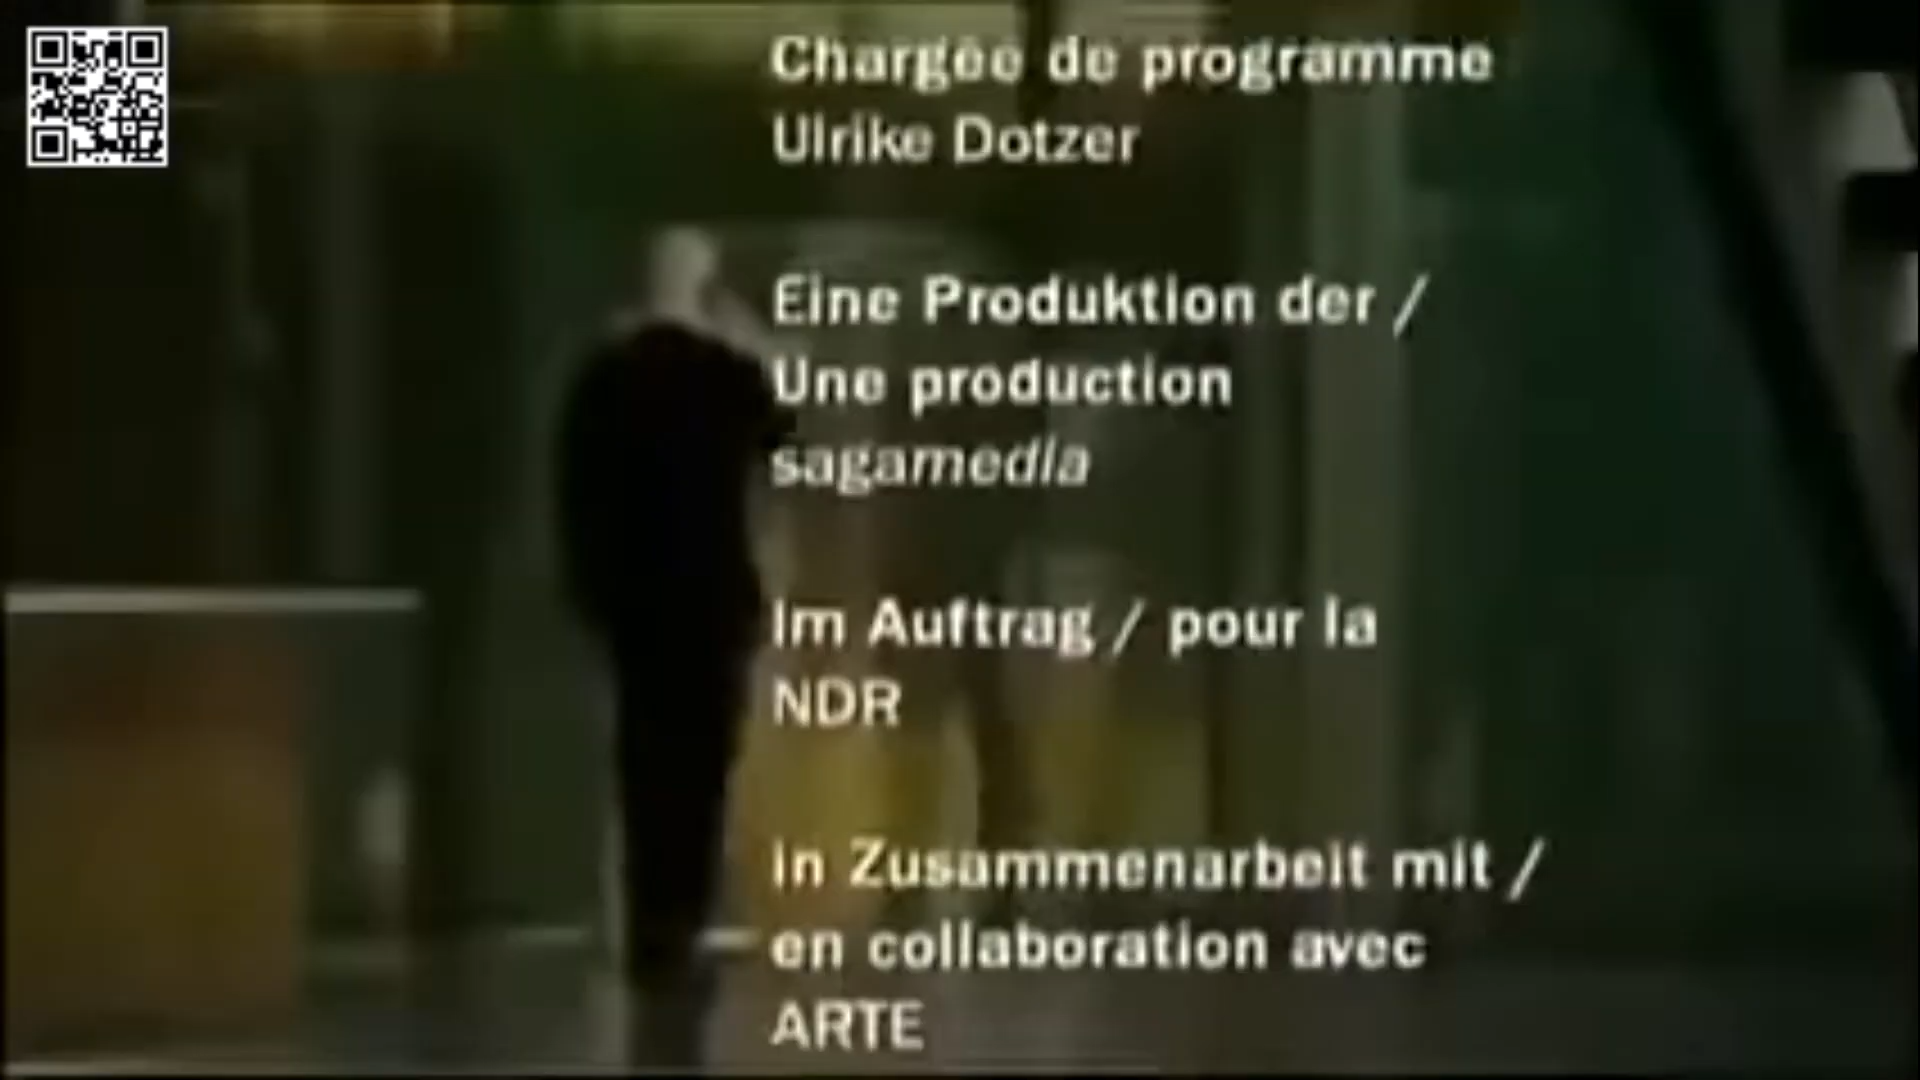 Chargée de programme
Ulrike Dotzer
Eine Produktion der /
Une production
sagamedia
Im Auftrag / pour la
NDR
in Zusammenarbeit mit /
en collaboration avec
ARTE